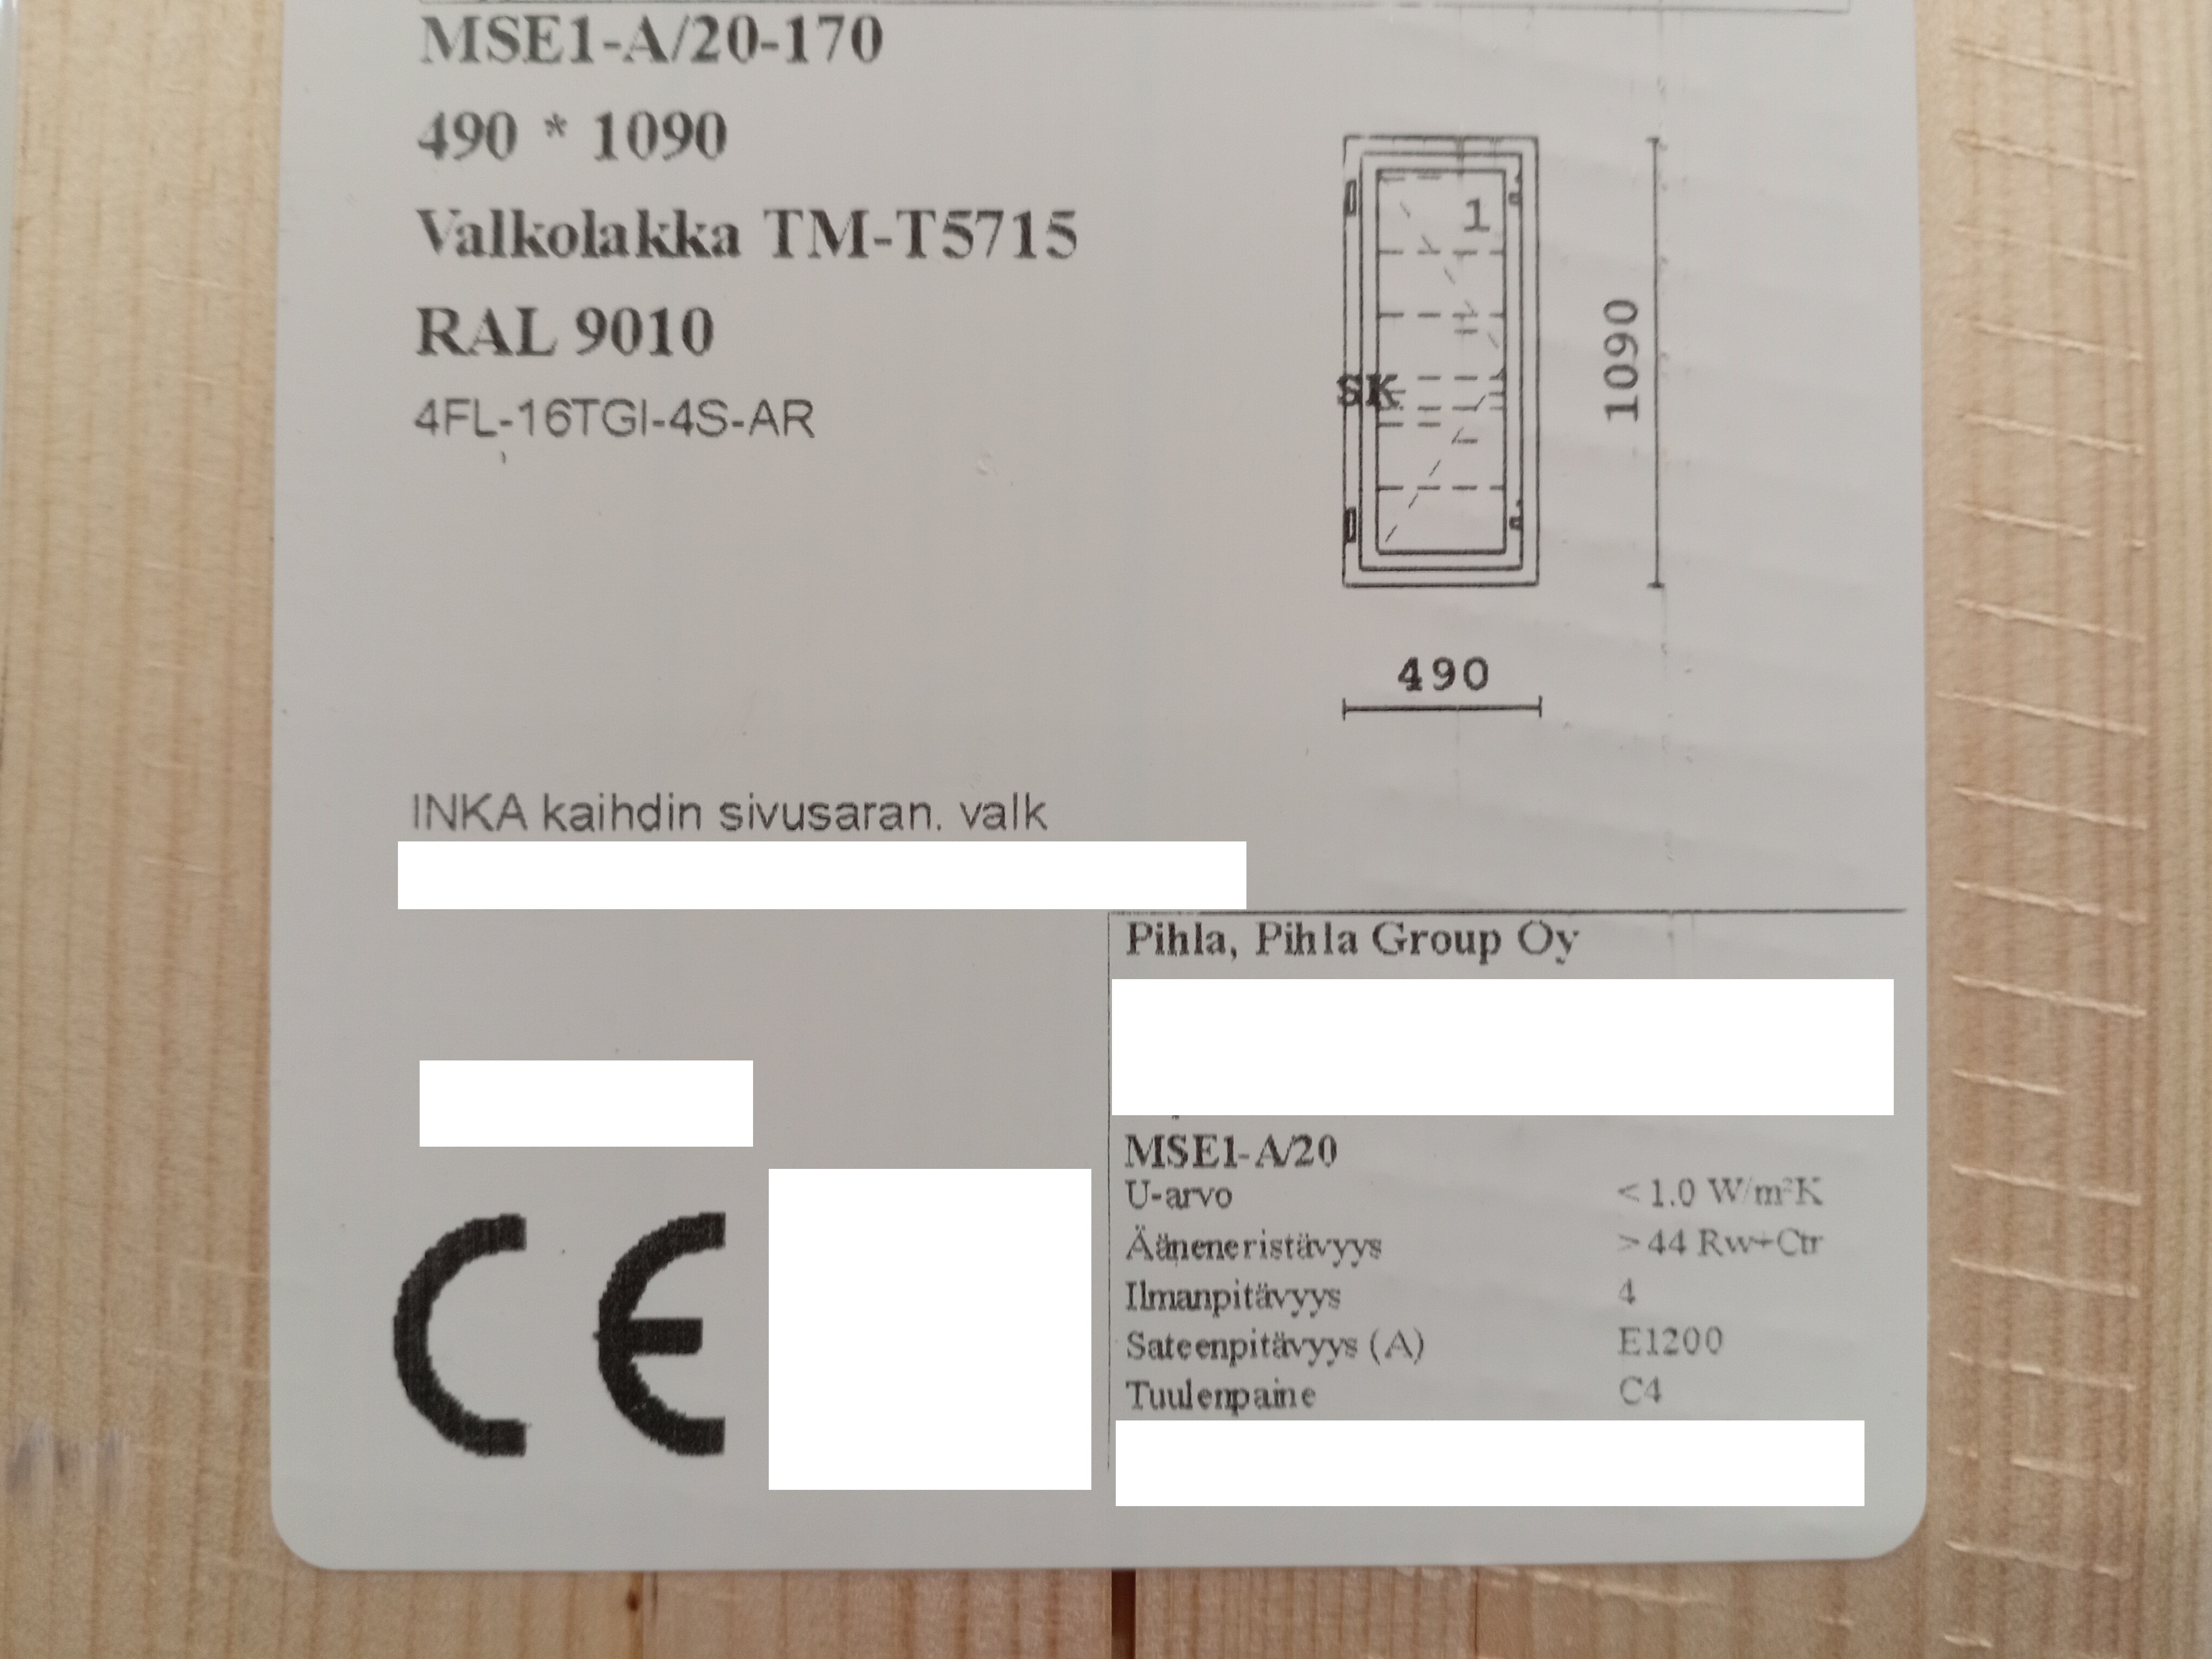 MSE1-A/20-170
490 * 1090
Valkolakka TM-T5715
RAL 9010
4FL-16TGI-4S-AR
1
SK
1090
490
INKA kaihdin sivusaran. valk
Pihla, Pihla Group Oy
MSE1-A/20
U-arvo < 1.0 W/m²K
Ääneneristävyys > 44 Rw+Ctr
Ilmanpitävyys 4
Sateenpitävyys (A) E1200
Tuulenpaine C4
CE